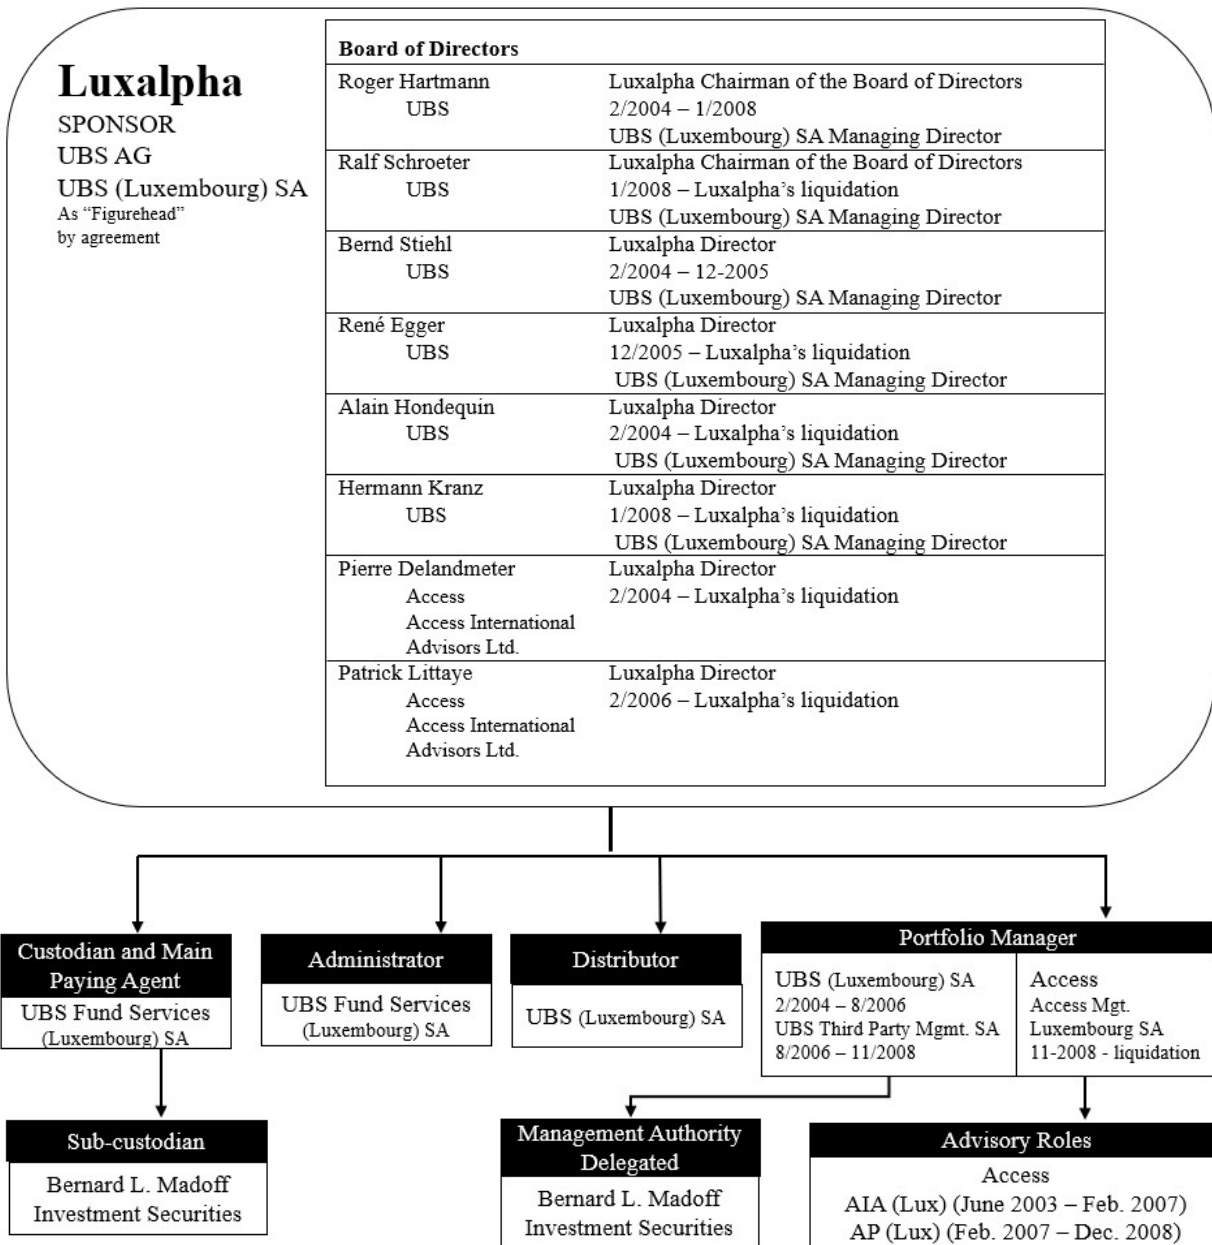 Luxalpha
SPONSOR
UBS AG
UBS (Luxembourg) SA
As “Figurehead”
by agreement
Board of Directors
Roger Hartmann Luxalpha Chairman of the Board of Directors
UBS 2/2004 – 1/2008
UBS (Luxembourg) SA Managing Director
Ralf Schroeter Luxalpha Chairman of the Board of Directors
UBS 1/2008 – Luxalpha’s liquidation
UBS (Luxembourg) SA Managing Director
Bernd Stiehl Luxalpha Director
UBS 2/2004 – 12-2005
UBS (Luxembourg) SA Managing Director
René Egger Luxalpha Director
UBS 12/2005 – Luxalpha’s liquidation
UBS (Luxembourg) SA Managing Director
Alain Hondequin Luxalpha Director
UBS 2/2004 – Luxalpha’s liquidation
UBS (Luxembourg) SA Managing Director
Hermann Kranz Luxalpha Director
UBS 1/2008 – Luxalpha’s liquidation
UBS (Luxembourg) SA Managing Director
Pierre Delandmeter Luxalpha Director
Access 2/2004 – Luxalpha’s liquidation
Access International
Advisors Ltd.
Patrick Littaye Luxalpha Director
Access 2/2006 – Luxalpha’s liquidation
Access International
Advisors Ltd.
Custodian and Main
Paying Agent
UBS Fund Services
(Luxembourg) SA
Administrator
UBS Fund Services
(Luxembourg) SA
Distributor
UBS (Luxembourg) SA
Portfolio Manager
UBS (Luxembourg) SA
2/2004 – 8/2006
UBS Third Party Mgmt. SA
8/2006 – 11/2008
Access
Access Mgt.
Luxembourg SA
11-2008 - liquidation
Sub-custodian
Bernard L. Madoff
Investment Securities
Management Authority
Delegated
Bernard L. Madoff
Investment Securities
Advisory Roles
Access
AIA (Lux) (June 2003 – Feb. 2007)
AP (Lux) (Feb. 2007 – Dec. 2008)